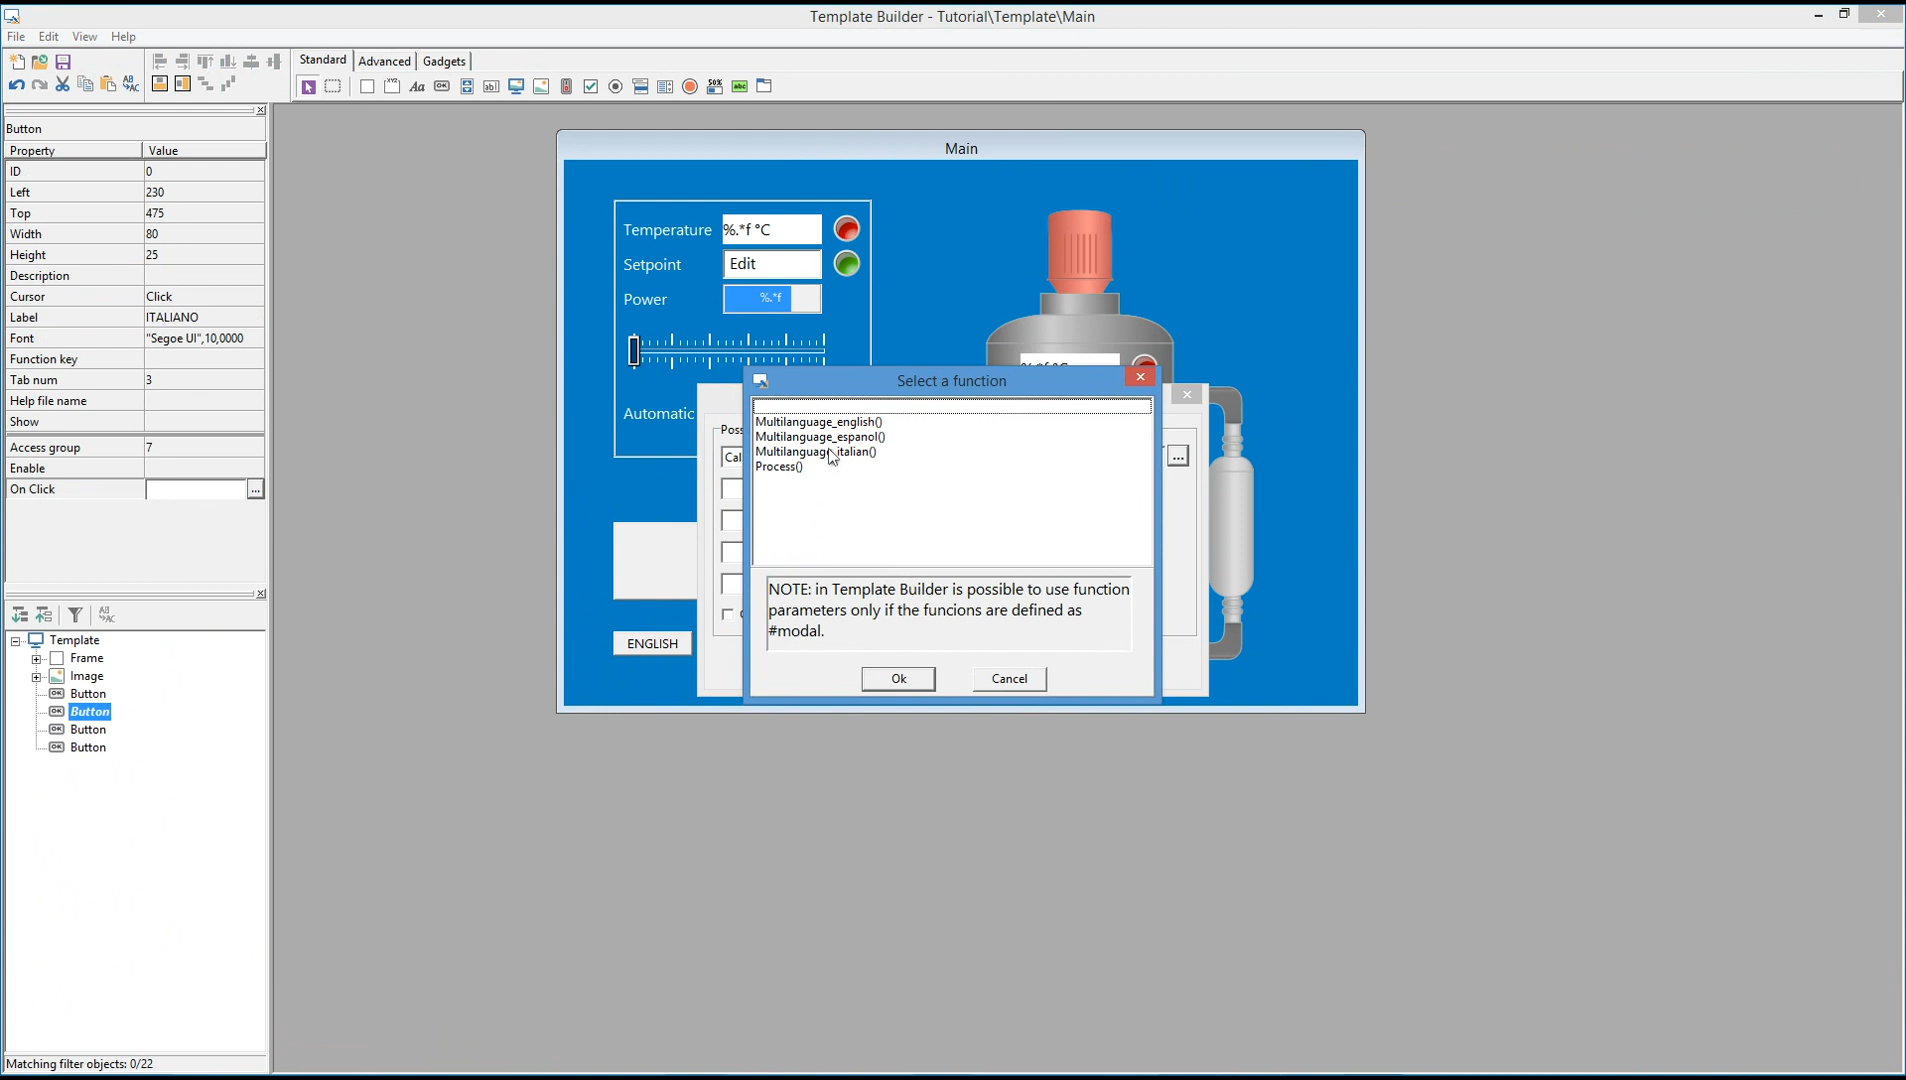 Template Builder - Tutorial\Template\Main
File Edit View Help
Standard Advanced Gadgets
Button
Property Value
ID 0
Left 230
Top 475
Width 80
Height 25
Description
Cursor Click
Label ITALIANO
Font "Segoe UI",10,0000
Function key
Tab num 3
Help file name
Show
Access group 7
Enable
On Click ...
Template
Frame
Image
Button
Button
Button
Button
Matching filter objects: 0/22
Main
Temperature %.*f °C
Setpoint Edit
Power %.*f
Automatic
ENGLISH
...
Select a function
Multilanguage_english()
Multilanguage_espanol()
Multilanguage_italian()
Process()
NOTE: in Template Builder is possible to use function
parameters only if the funcions are defined as
#modal.
Ok Cancel